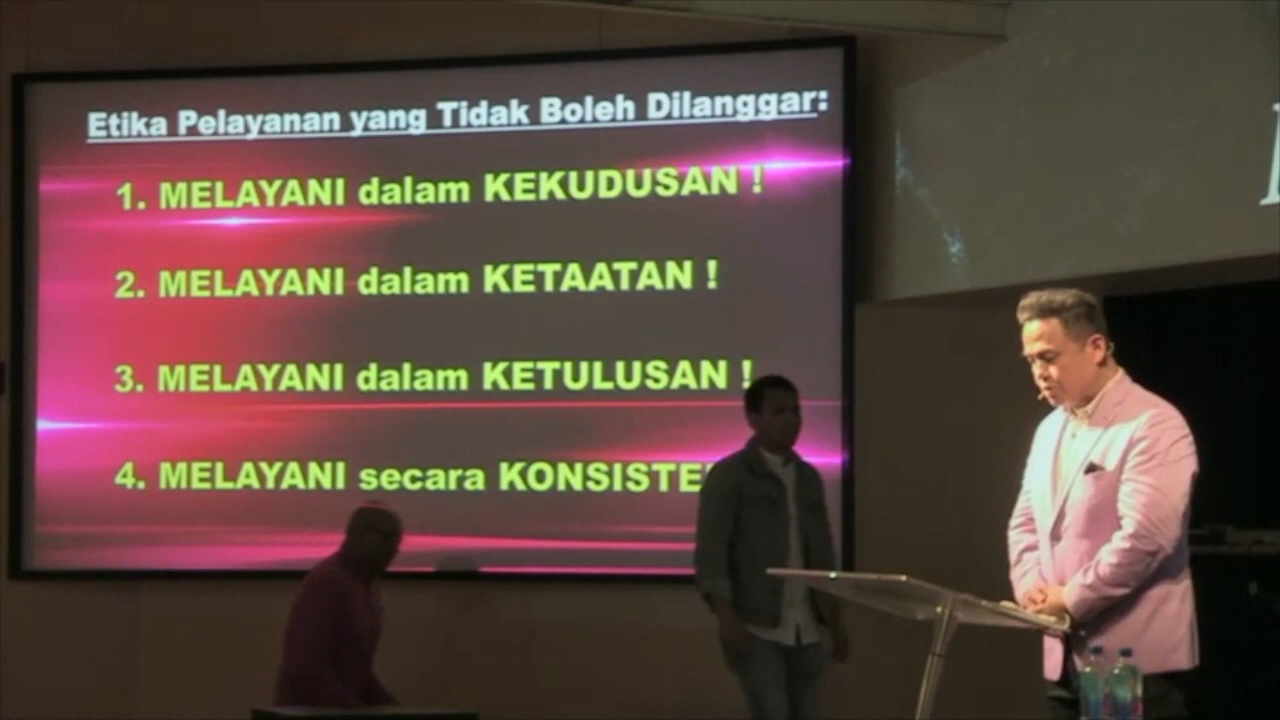 Etika Pelayanan yang Tidak Boleh Dilanggar:
1. MELAYANI dalam KEKUDUSAN !
2. MELAYANI dalam KETAATAN !
3. MELAYANI dalam KETULUSAN !
4. MELAYANI secara